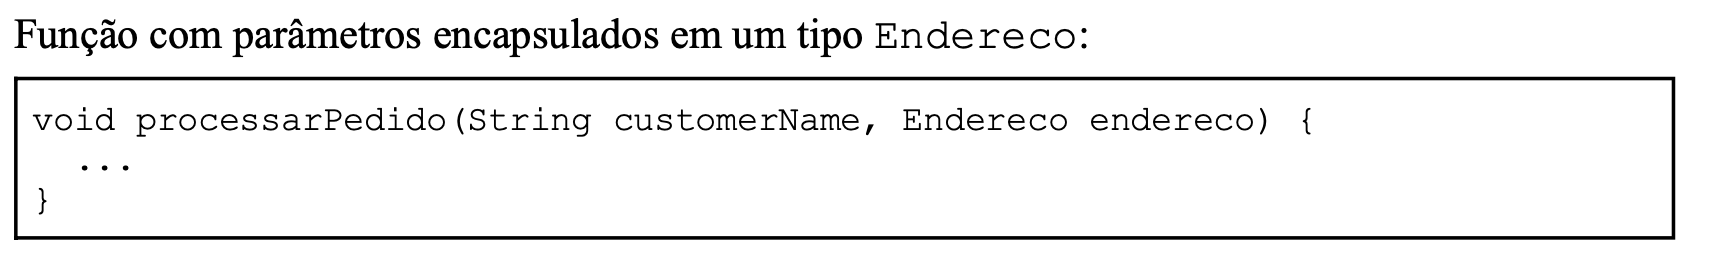 Função com parâmetros encapsulados em um tipo Endereco:
void processarPedido(String customerName, Endereco endereco) {
  ...
}